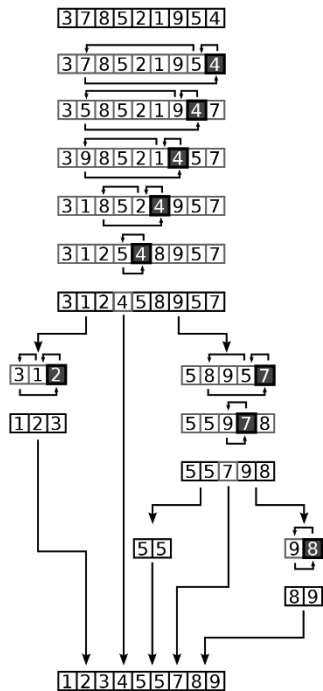 3 7 8 5 2 1 9 5 4
3 7 8 5 2 1 9 5 4
3 5 8 5 2 1 9 4 7
3 9 8 5 2 1 4 5 7
3 1 8 5 2 4 9 5 7
3 1 2 5 4 8 9 5 7
3 1 2 4 5 8 9 5 7
3 1 2
5 8 9 5 7
1 2 3
5 5 9 7 8
5 5 7 9 8
5 5
9 8
8 9
1 2 3 4 5 5 7 8 9